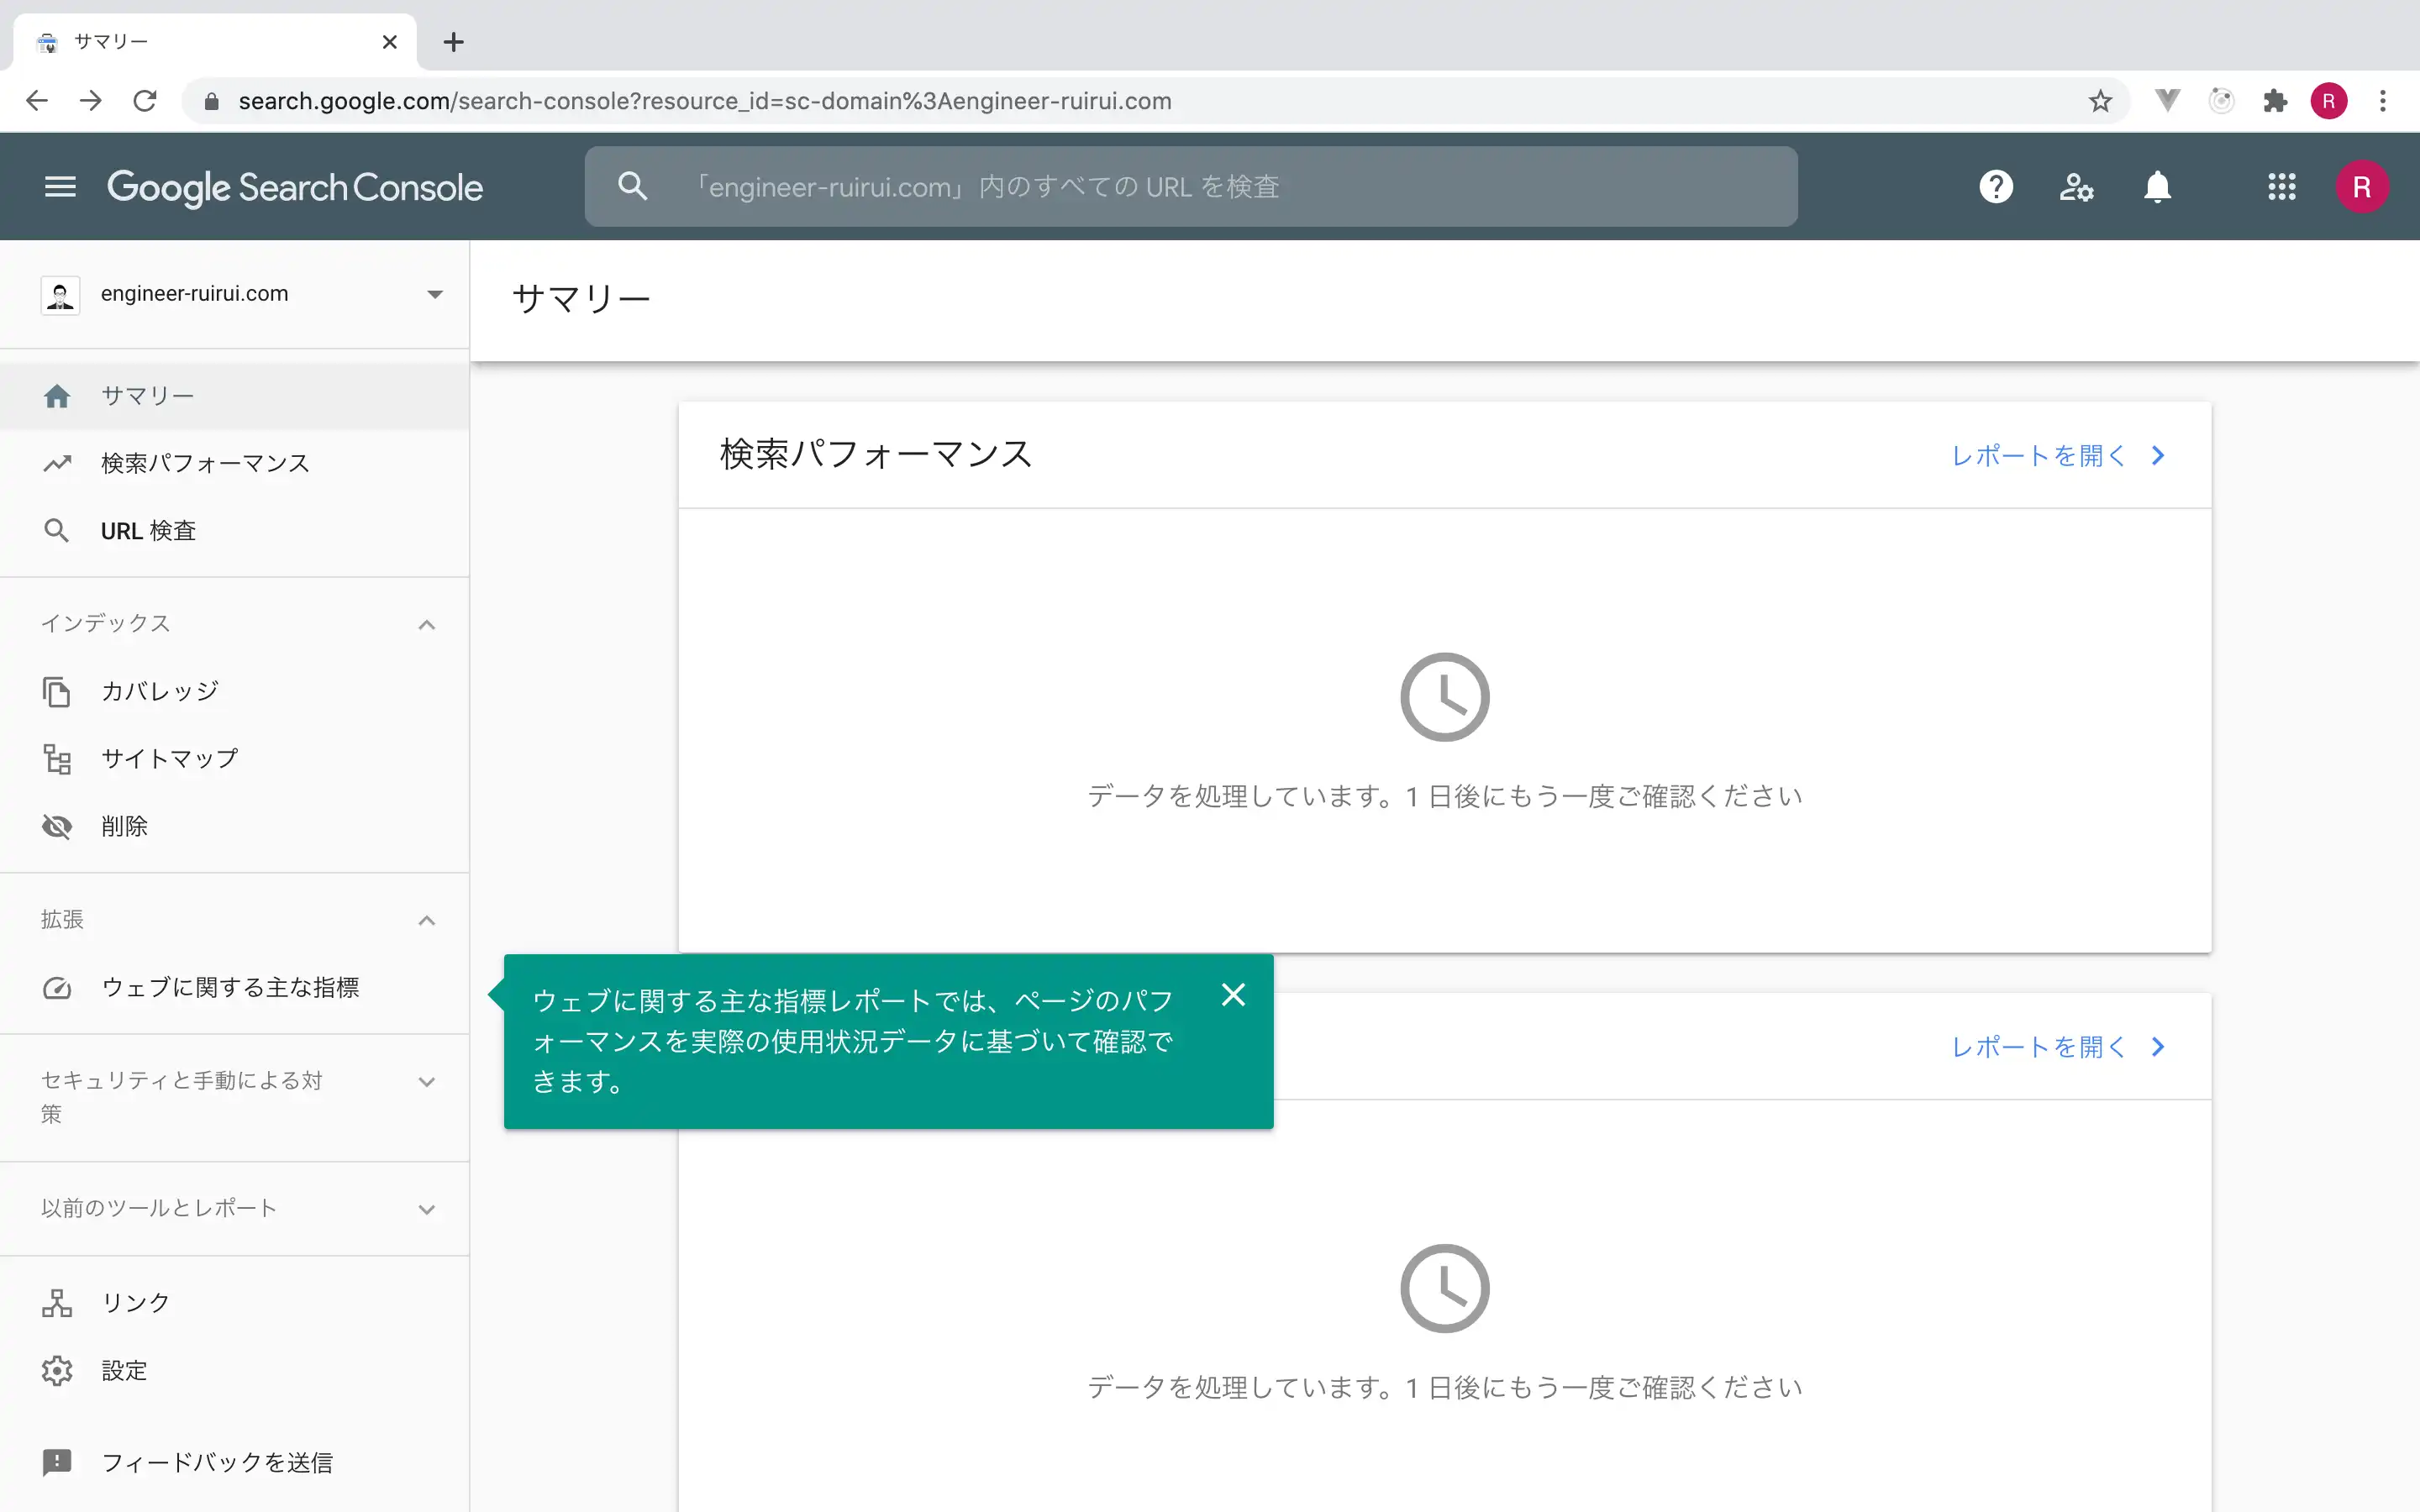 サマリー
search.google.com/search-console?resource_id=sc-domain%3Aengineer-ruirui.com
R
Google Search Console
「engineer-ruirui.com」内のすべての URL を検査
R
engineer-ruirui.com
サマリー
検索パフォーマンス
URL 検査
インデックス
カバレッジ
サイトマップ
削除
拡張
ウェブに関する主な指標
セキュリティと手動による対
策
以前のツールとレポート
リンク
設定
フィードバックを送信
サマリー
検索パフォーマンス
レポートを開く
データを処理しています。1 日後にもう一度ご確認ください
ウェブに関する主な指標レポートでは、ページのパフ
ォーマンスを実際の使用状況データに基づいて確認で
きます。
レポートを開く
データを処理しています。1 日後にもう一度ご確認ください